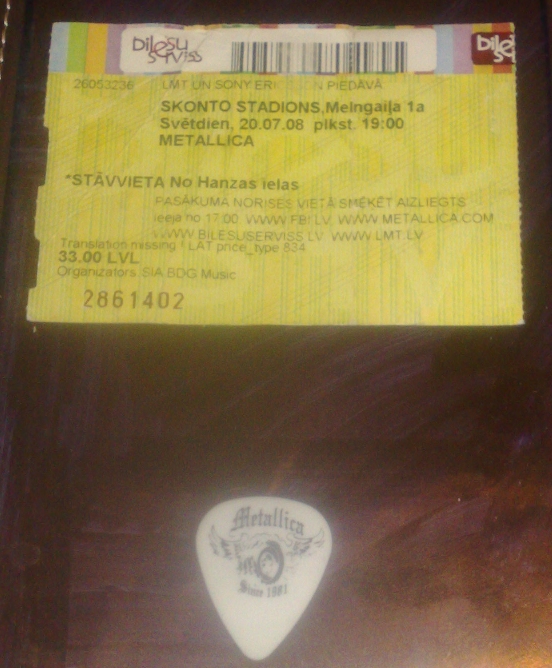 biļešu
serviss
biļe
se
26053236 LMT UN SONY ERICSSON PIEDĀVĀ
SKONTO STADIONS,Melngaiļa 1a
Svētdien, 20.07.08 plkst. 19:00
METALLICA
*STĀVVIETA No Hanzas ielas
PASĀKUMA NORISES VIETĀ SMĒĶĒT AIZLIEGTS
Ieeja no 17.00. WWW.FBI.LV, WWW.METALLICA.COM
WWW.BILESUSERVISS.LV. WWW.LMT.LV
Translation missing ! LAT price_type 834
33.00 LVL
Organizators SIA BDG Music
2861402
Metallica
Since 1981